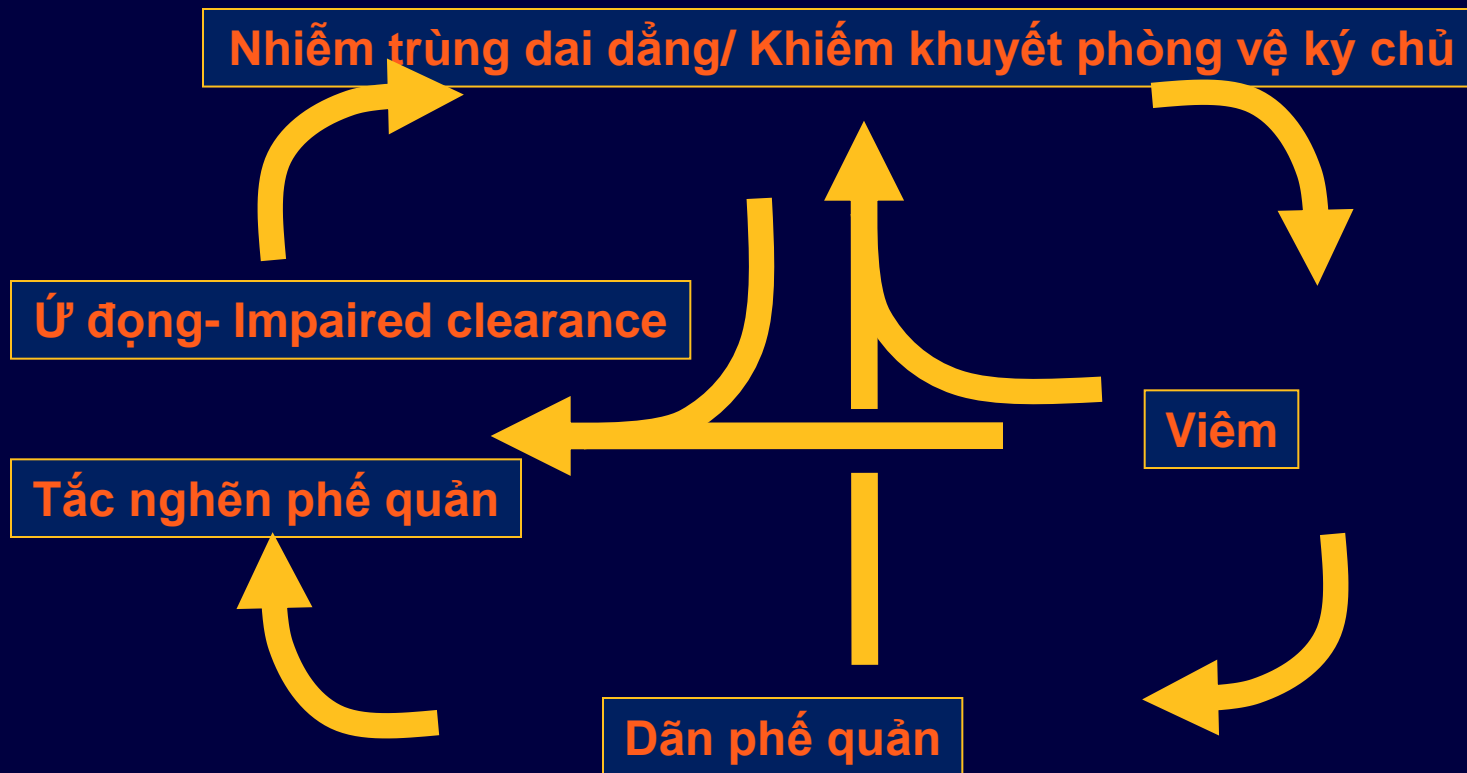 Nhiễm trùng dai dẳng/ Khiếm khuyết phòng vệ ký chủ
Ứ đọng- Impaired clearance
Viêm
Tắc nghẽn phế quản
Dãn phế quản